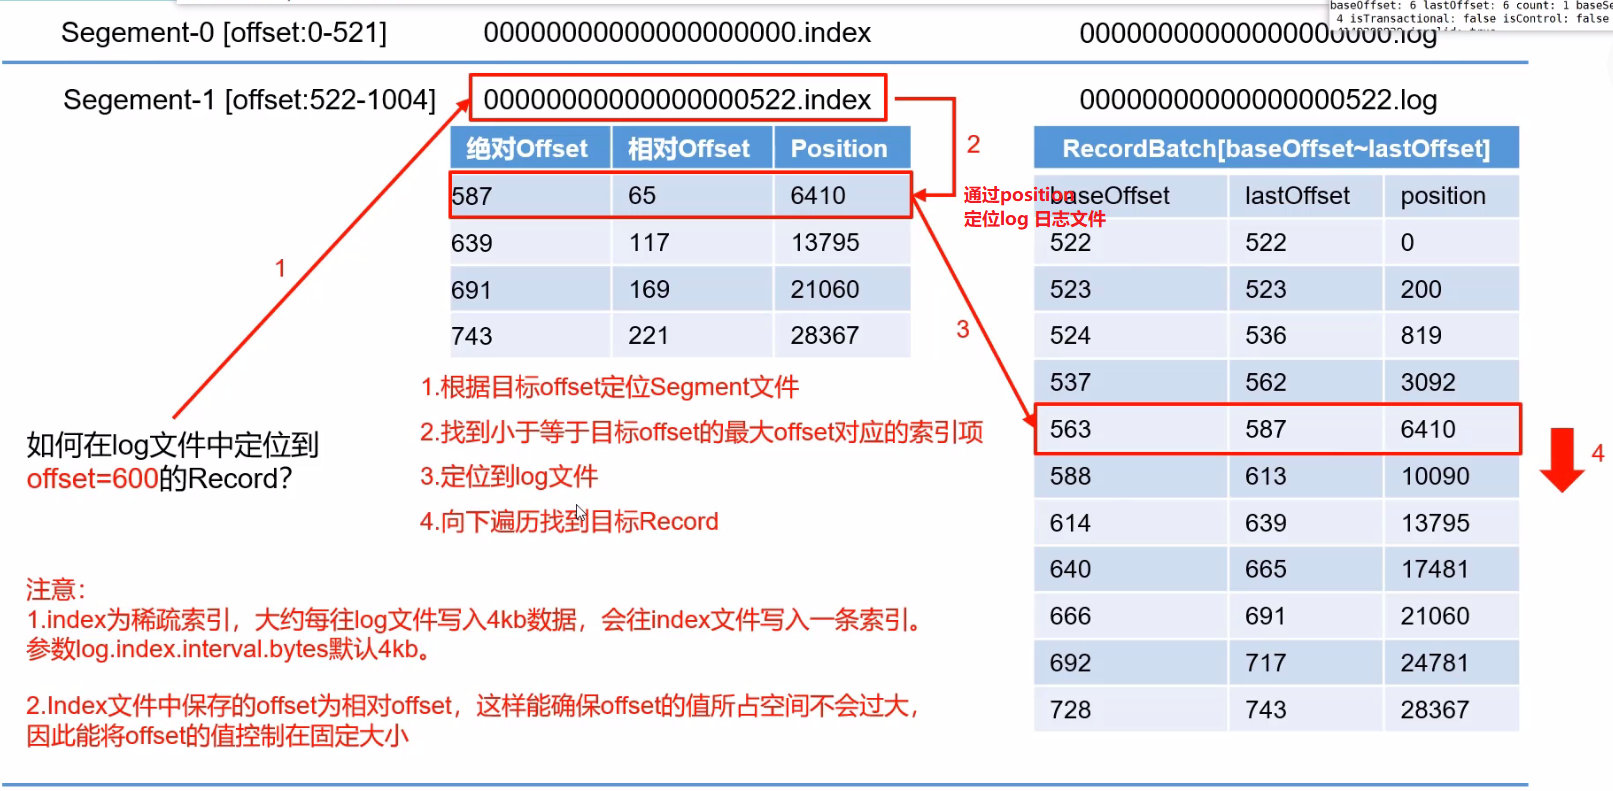 baseOffset: 6 lastOffset: 6 count: 1 baseSe
4 isTransactional: false isControl: false
Segement-0 [offset:0-521]
00000000000000000000.index
00000000000000000000.log
Segement-1 [offset:522-1004]
00000000000000000522.index
00000000000000000522.log
绝对Offset 相对Offset Position
587 65 6410
639 117 13795
691 169 21060
743 221 28367
2
通过position
定位log 日志文件
RecordBatch[baseOffset~lastOffset]
baseOffset lastOffset position
522 522 0
523 523 200
524 536 819
537 562 3092
563 587 6410
588 613 10090
614 639 13795
640 665 17481
666 691 21060
692 717 24781
728 743 28367
1
3
4
如何在log文件中定位到
offset=600的Record?
1.根据目标offset定位Segment文件
2.找到小于等于目标offset的最大offset对应的索引项
3.定位到log文件
4.向下遍历找到目标Record
注意：
1.index为稀疏索引，大约每往log文件写入4kb数据，会往index文件写入一条索引。
参数log.index.interval.bytes默认4kb。
2.Index文件中保存的offset为相对offset，这样能确保offset的值所占空间不会过大，
因此能将offset的值控制在固定大小